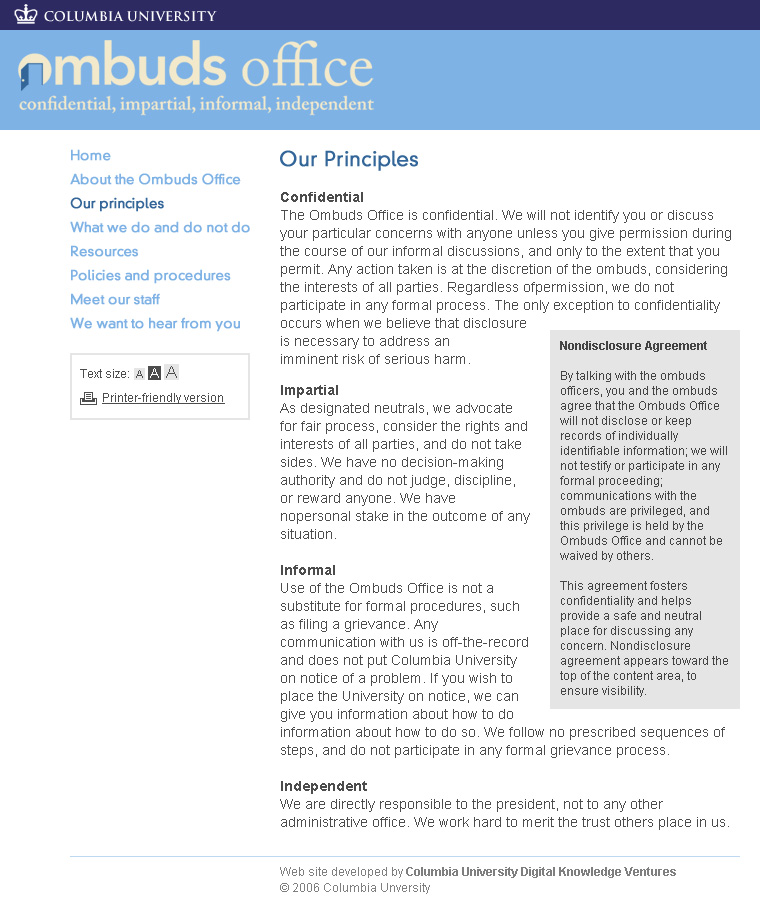 COLUMBIA UNIVERSITY
ombuds office
confidential, impartial, informal, independent
Home
About the Ombuds Office
Our principles
What we do and do not do
Resources
Policies and procedures
Meet our staff
We want to hear from you
Text size: A A A
Printer-friendly version
Our Principles
Confidential
The Ombuds Office is confidential. We will not identify you or discuss
your particular concerns with anyone unless you give permission during
the course of our informal discussions, and only to the extent that you
permit. Any action taken is at the discretion of the ombuds, considering
the interests of all parties. Regardless ofpermission, we do not
participate in any formal process. The only exception to confidentiality
occurs when we believe that disclosure
is necessary to address an
imminent risk of serious harm.
Impartial
As designated neutrals, we advocate
for fair process, consider the rights and
interests of all parties, and do not take
sides. We have no decision-making
authority and do not judge, discipline,
or reward anyone. We have
nopersonal stake in the outcome of any
situation.
Informal
Use of the Ombuds Office is not a
substitute for formal procedures, such
as filing a grievance. Any
communication with us is off-the-record
and does not put Columbia University
on notice of a problem. If you wish to
place the University on notice, we can
give you information about how to do
information about how to do so. We follow no prescribed sequences of
steps, and do not participate in any formal grievance process.
Independent
We are directly responsible to the president, not to any other
administrative office. We work hard to merit the trust others place in us.
Nondisclosure Agreement
By talking with the ombuds
officers, you and the ombuds
agree that the Ombuds Office
will not disclose or keep
records of individually
identifiable information; we will
not testify or participate in any
formal proceeding;
communications with the
ombuds are privileged, and
this privilege is held by the
Ombuds Office and cannot be
waived by others.
This agreement fosters
confidentiality and helps
provide a safe and neutral
place for discussing any
concern. Nondisclosure
agreement appears toward the
top of the content area, to
ensure visibility.
Web site developed by Columbia University Digital Knowledge Ventures
© 2006 Columbia Unversity